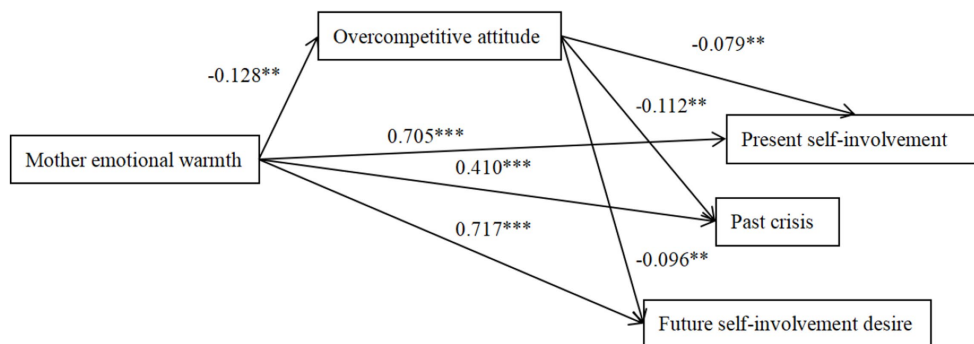 Overcompetitive attitude
-0.079**
-0.128**
-0.112**
0.705***
Present self-involvement
Mother emotional warmth
0.410***
Past crisis
0.717***
-0.096**
Future self-involvement desire